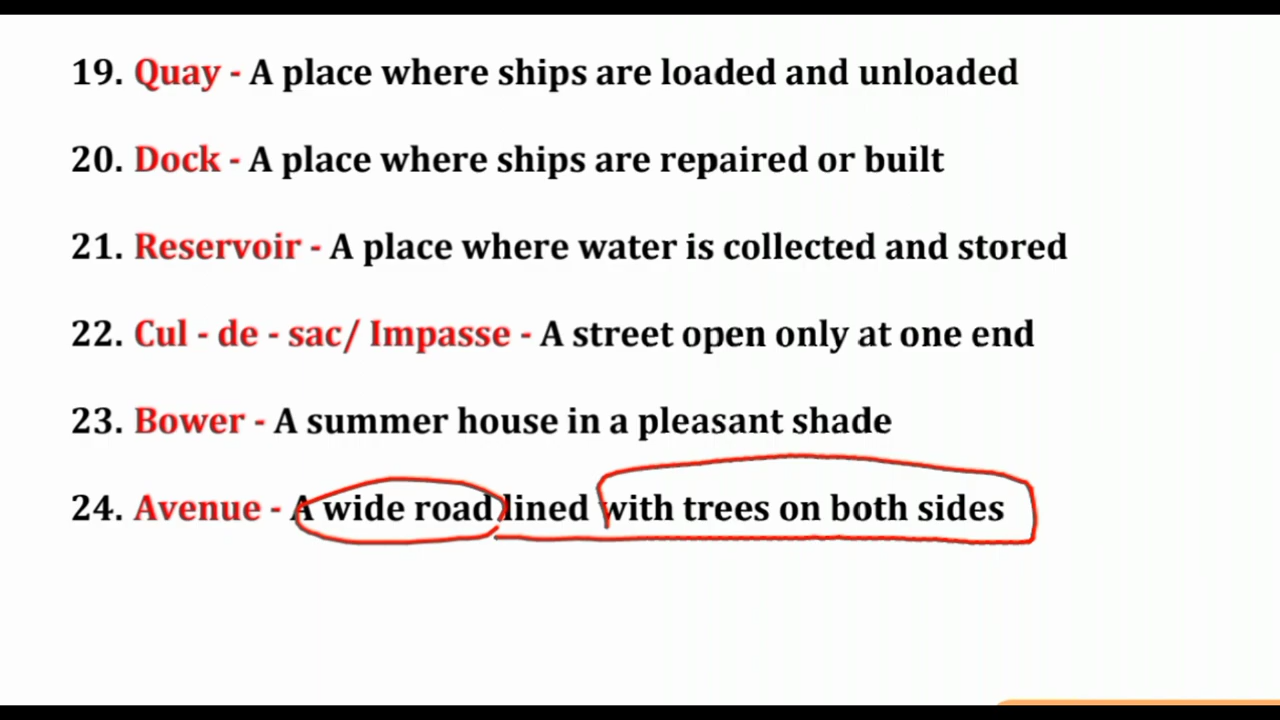 19. Quay - A place where ships are loaded and unloaded
20. Dock - A place where ships are repaired or built
21. Reservoir - A place where water is collected and stored
22. Cul - de - sac/ Impasse - A street open only at one end
23. Bower - A summer house in a pleasant shade
24. Avenue - A wide road lined with trees on both sides